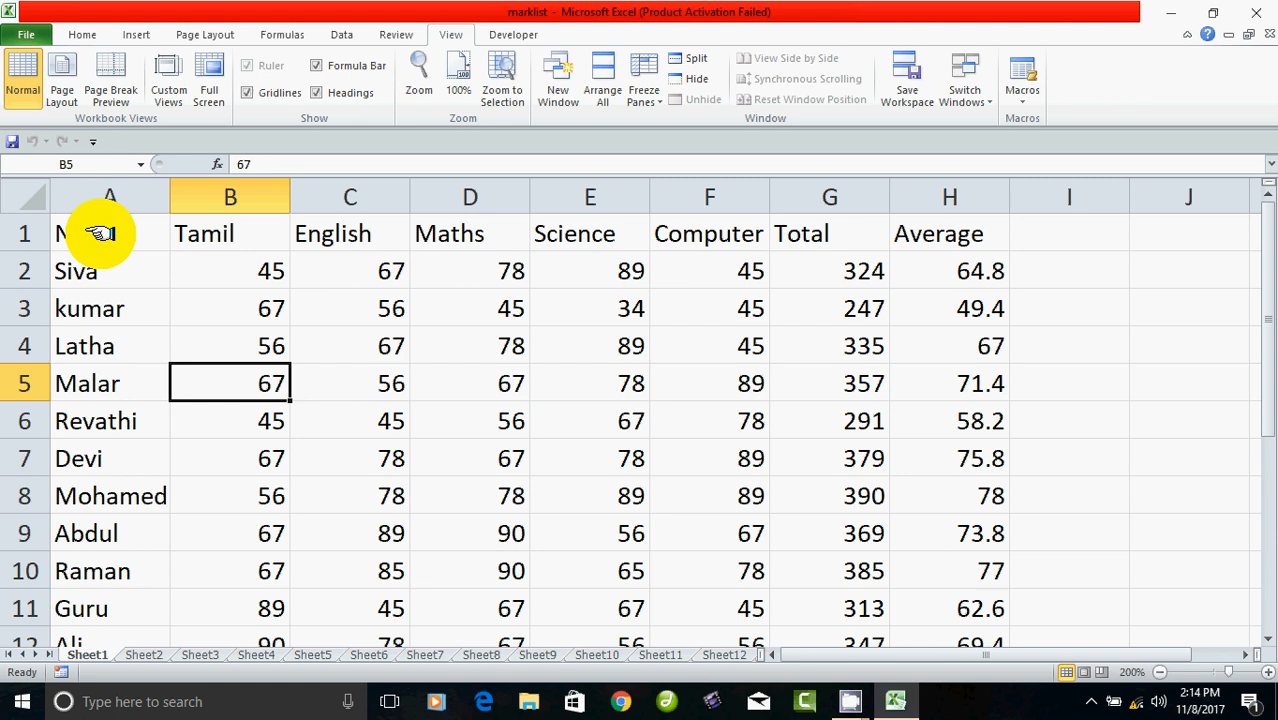 marklist - Microsoft Excel (Product Activation Failed)
File Home Insert Page Layout Formulas Data Review View Developer
Normal Page Layout Page Break Preview Custom Views Full Screen
Workbook Views
Ruler Formula Bar
Gridlines Headings
Show
Zoom 100% Zoom to Selection
Zoom
New Window Arrange All Freeze Panes
Split
Hide
Unhide
View Side by Side
Synchronous Scrolling
Reset Window Position
Save Workspace Switch Windows
Window
Macros
Macros
B5 fx 67
A B C D E F G H I J
1 Tamil English Maths Science Computer Total Average
2 Siva 45 67 78 89 45 324 64.8
3 kumar 67 56 45 34 45 247 49.4
4 Latha 56 67 78 89 45 335 67
5 Malar 67 56 67 78 89 357 71.4
6 Revathi 45 45 56 67 78 291 58.2
7 Devi 67 78 67 78 89 379 75.8
8 Mohamed 56 78 78 89 89 390 78
9 Abdul 67 89 90 56 67 369 73.8
10 Raman 67 85 90 65 78 385 77
11 Guru 89 45 67 67 45 313 62.6
12 Ali 90 78 67 56 56 347 69.4
Sheet1 Sheet2 Sheet3 Sheet4 Sheet5 Sheet6 Sheet7 Sheet8 Sheet9 Sheet10 Sheet11 Sheet12
Ready 200%
Type here to search
2:14 PM
11/8/2017